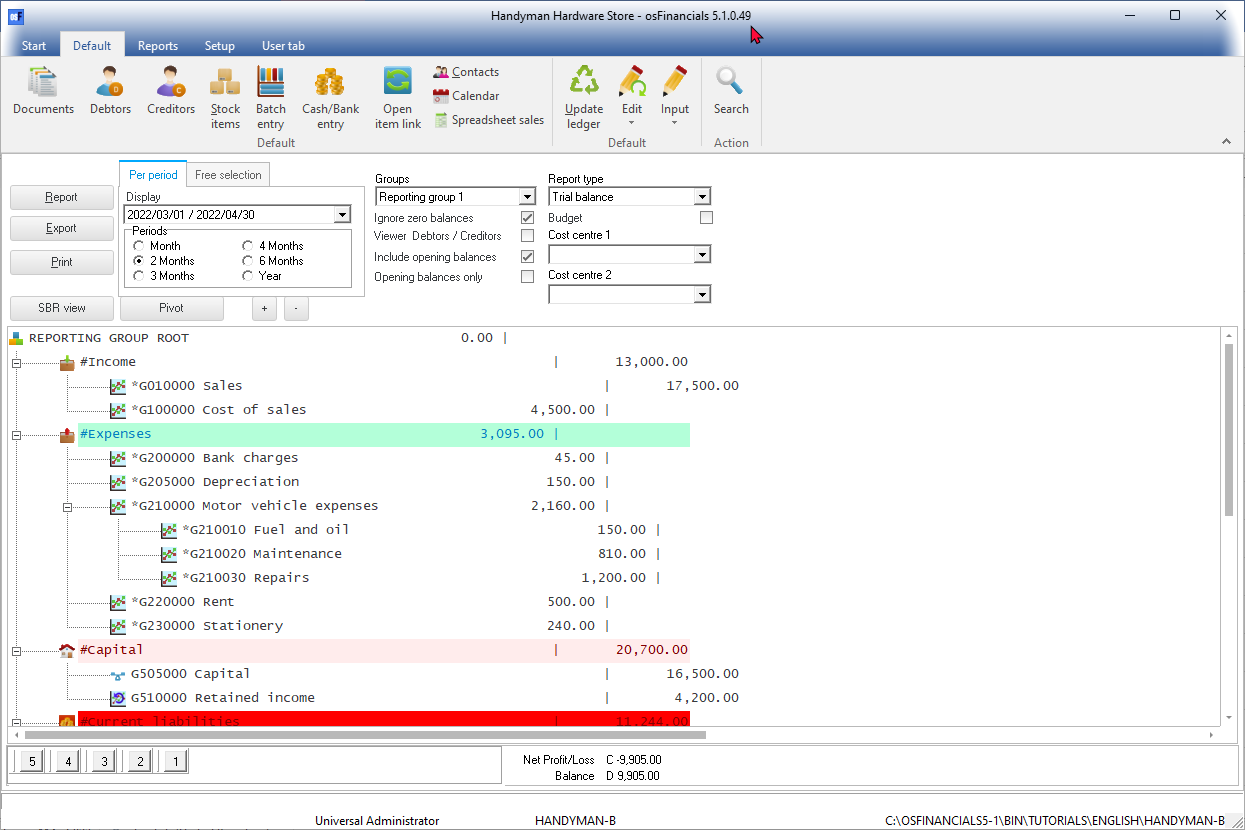 Handyman Hardware Store - osFinancials 5.1.0.49
Start Default Reports Setup User tab
Documents Debtors Creditors Stock items Batch entry Cash/Bank entry Open item link
Contacts
Calendar
Spreadsheet sales
Update ledger Edit Input Search
Default Default Action
Per period Free selection
Report
Export
Print
SBR view Pivot + -
Display
2022/03/01 / 2022/04/30
Periods
Month 4 Months
2 Months 6 Months
3 Months Year
Groups
Reporting group 1
Ignore zero balances
Viewer Debtors / Creditors
Include opening balances
Opening balances only
Report type
Trial balance
Budget
Cost centre 1
Cost centre 2
REPORTING GROUP ROOT 0.00 |
#Income | 13,000.00
*G010000 Sales | 17,500.00
*G100000 Cost of sales 4,500.00 |
#Expenses 3,095.00 |
*G200000 Bank charges 45.00 |
*G205000 Depreciation 150.00 |
*G210000 Motor vehicle expenses 2,160.00 |
*G210010 Fuel and oil 150.00 |
*G210020 Maintenance 810.00 |
*G210030 Repairs 1,200.00 |
*G220000 Rent 500.00 |
*G230000 Stationery 240.00 |
#Capital | 20,700.00
G505000 Capital | 16,500.00
G510000 Retained income | 4,200.00
#Current liabilities | 11,244.00
5 4 3 2 1
Net Profit/Loss C -9,905.00
Balance D 9,905.00
Universal Administrator HANDYMAN-B C:\OSFINANCIALS5-1\BIN\TUTORIALS\ENGLISH\HANDYMAN-B